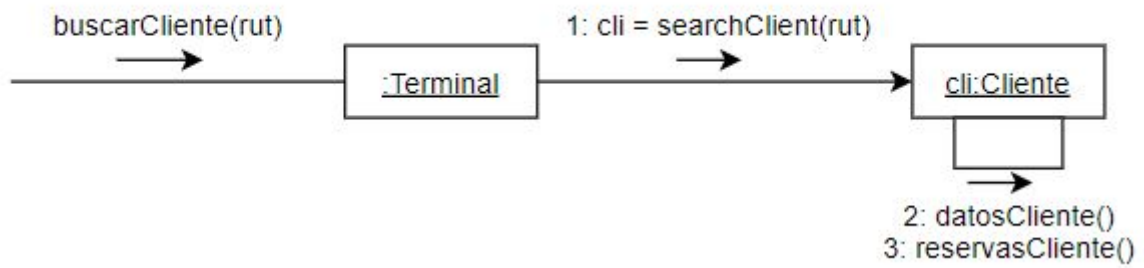 buscarCliente(rut)
1: cli = searchClient(rut)
:Terminal
cli:Cliente
2: datosCliente()
3: reservasCliente()